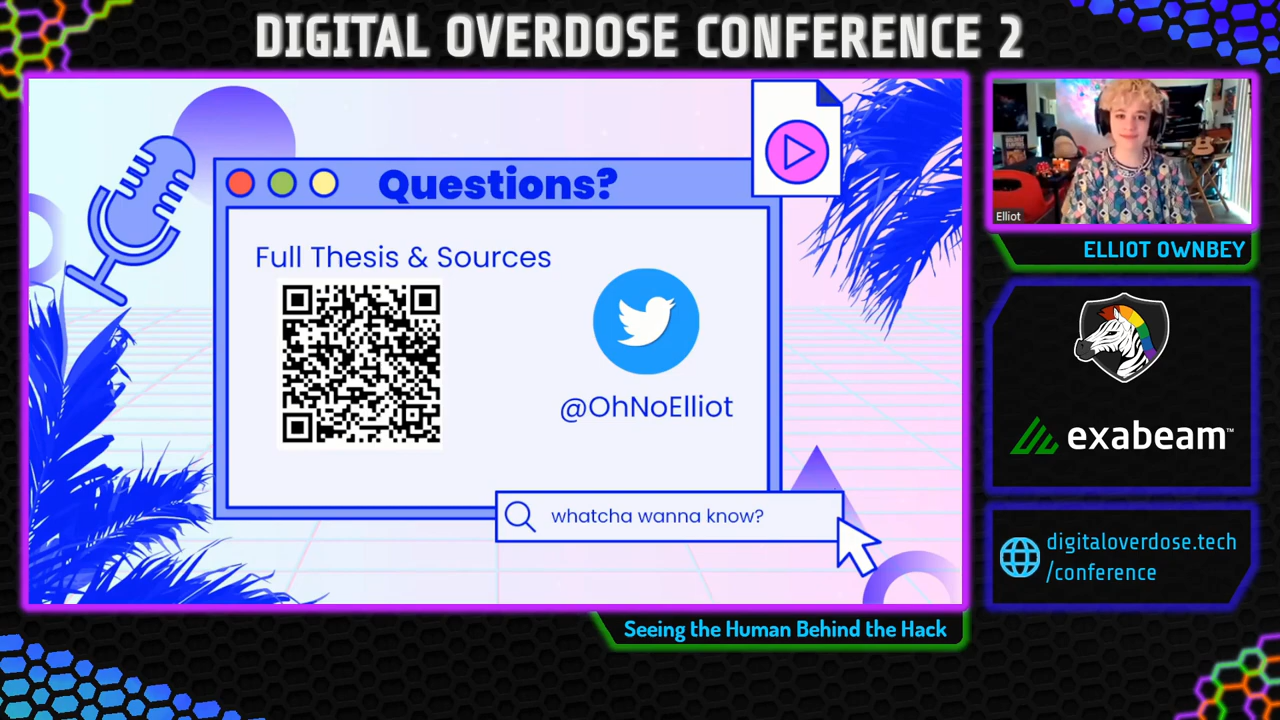 DIGITAL OVERDOSE CONFERENCE 2
Questions?
Full Thesis & Sources
@OhNoElliot
whatcha wanna know?
Elliot
ELLIOT OWNBEY
exabeam™
digitaloverdose.tech
/conference
Seeing the Human Behind the Hack